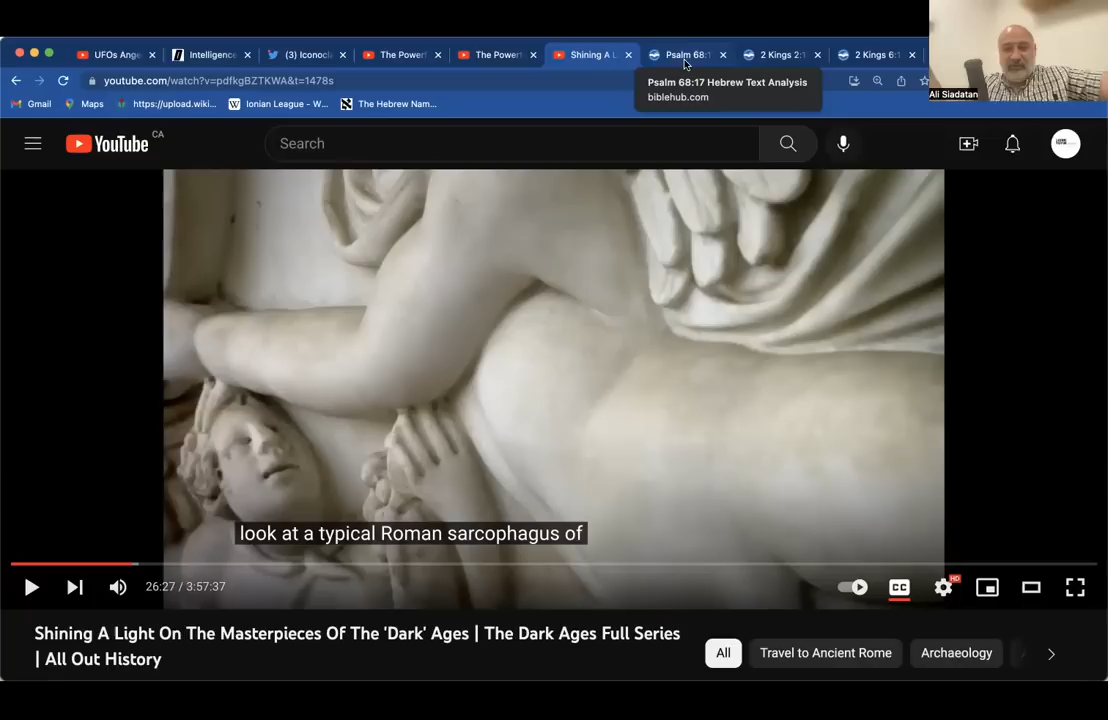 UFOs Ange
Intelligence
(3) Iconocla
The Powerf
The Powerf
Shining A L
Psalm 68:1
2 Kings 2:1
2 Kings 6:1
youtube.com/watch?v=pdfkgBZTKWA&t=1478s
Psalm 68:17 Hebrew Text Analysis
biblehub.com
Ali Siadatan
Gmail
Maps
https://upload.wiki...
Ionian League - W...
The Hebrew Nam...
YouTube CA
Search
look at a typical Roman sarcophagus of
26:27 / 3:57:37
CC
HD
Shining A Light On The Masterpieces Of The 'Dark' Ages | The Dark Ages Full Series
| All Out History
All
Travel to Ancient Rome
Archaeology